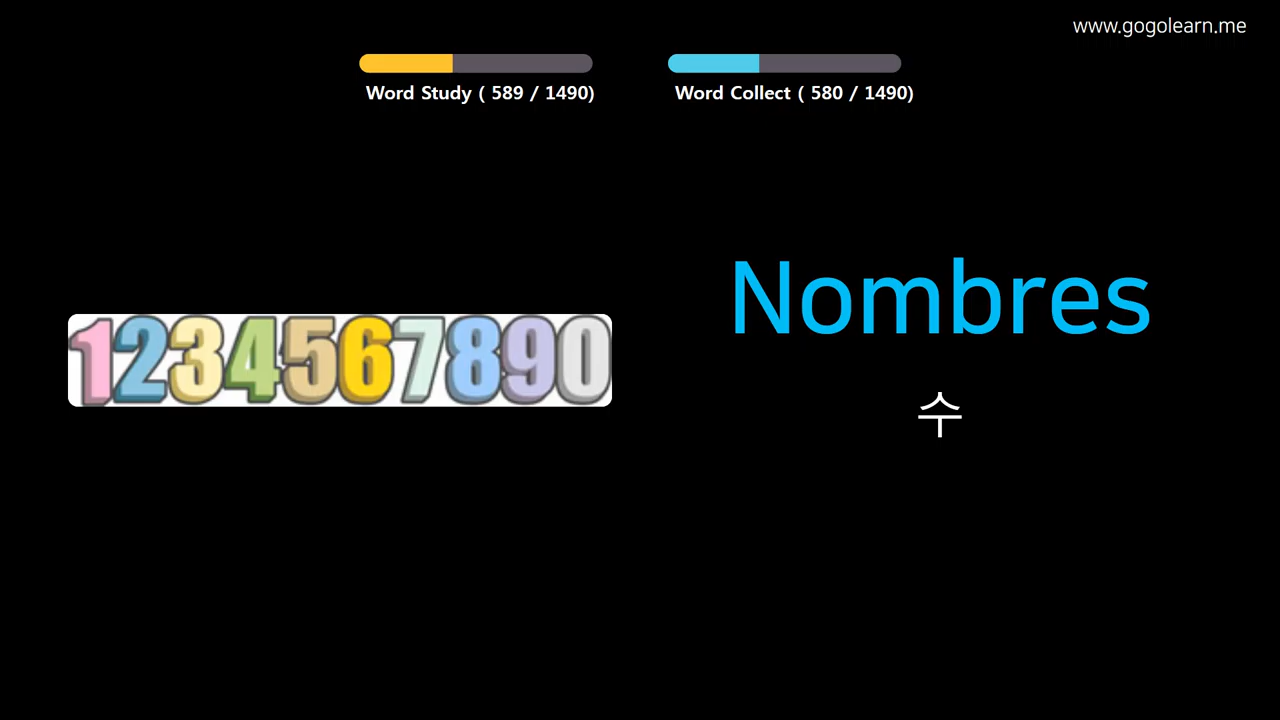 www.gogolearn.me
Word Study ( 589 / 1490)
Word Collect ( 580 / 1490)
1234567890
Nombres
수